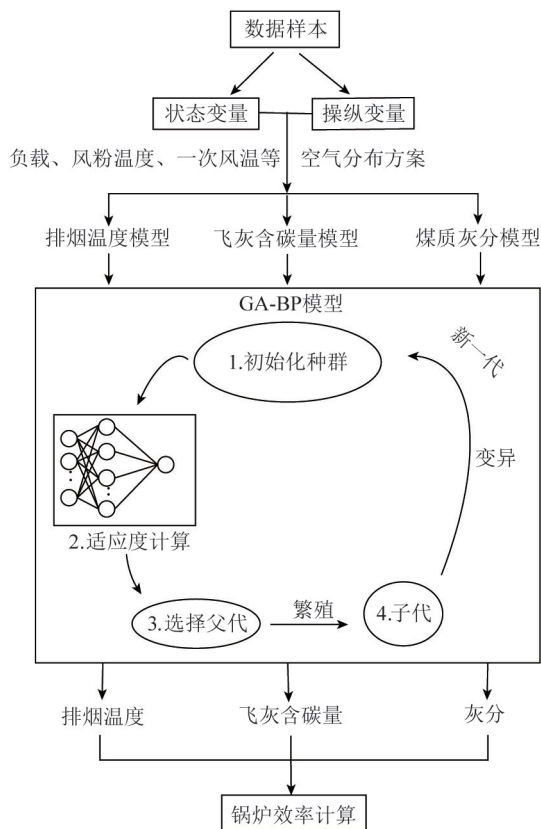 数据样本
状态变量 操纵变量
负载、风粉温度、一次风温等 空气分布方案
排烟温度模型 飞灰含碳量模型 煤质灰分模型
GA-BP模型
新一代
1.初始化种群
变异
2.适应度计算
繁殖
3.选择父代 4.子代
排烟温度 飞灰含碳量 灰分
锅炉效率计算